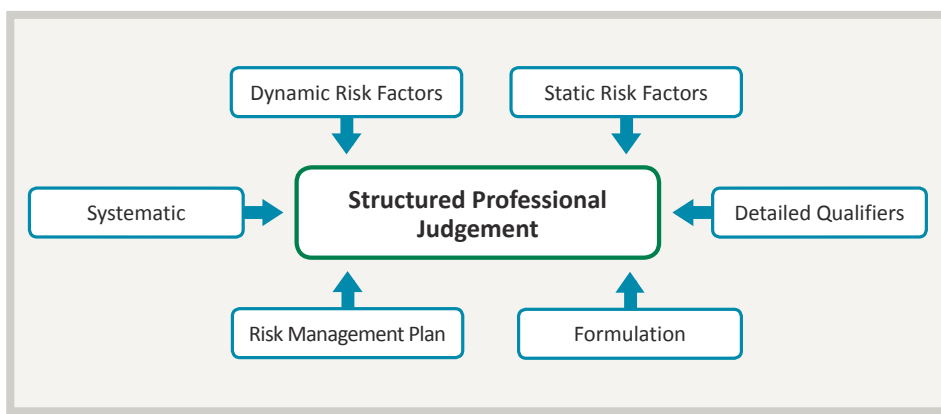 Dynamic Risk Factors
Static Risk Factors
Systematic
Structured Professional
Judgement
Detailed Qualifiers
Risk Management Plan
Formulation